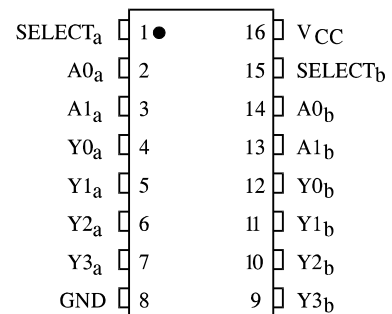 SELECTa 1 16 VCC
A0a 2 15 SELECTb
A1a 3 14 A0b
Y0a 4 13 A1b
Y1a 5 12 Y0b
Y2a 6 11 Y1b
Y3a 7 10 Y2b
GND 8 9 Y3b